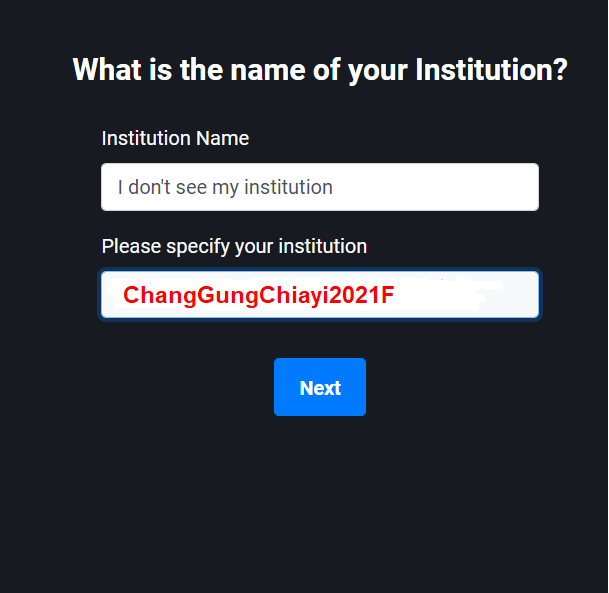 What is the name of your Institution?
Institution Name
I don't see my institution
Please specify your institution
ChangGungChiayi2021F
Next